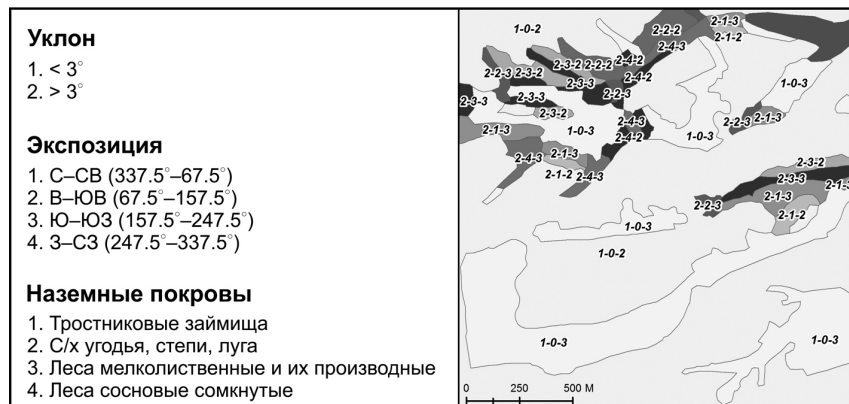 Уклон
1. < 3°
2. > 3°
Экспозиция
1. С–СВ (337.5°–67.5°)
2. В–ЮВ (67.5°–157.5°)
3. Ю–ЮЗ (157.5°–247.5°)
4. З–СЗ (247.5°–337.5°)
Наземные покровы
1. Тростниковые займища
2. С/х угодья, степи, луга
3. Леса мелколиственные и их производные
4. Леса сосновые сомкнутые
1-0-2
2-2-2
2-1-3
2-1-2
2-4-3
2-3-2
2-2-2
2-4-2
2-2-3
2-3-2
2-4-2
2-3-3
1-0-3
2-3-3
2-3-3
2-2-3
2-3-2
2-2-3
2-1-3
2-1-3
1-0-3
2-4-3
2-4-2
1-0-3
2-4-3
2-1-3
2-1-2
2-4-3
2-3-2
2-3-3
2-1-3
2-1-3
2-2-3
2-1-2
1-0-3
1-0-2
1-0-3
1-0-3
0 250 500 М